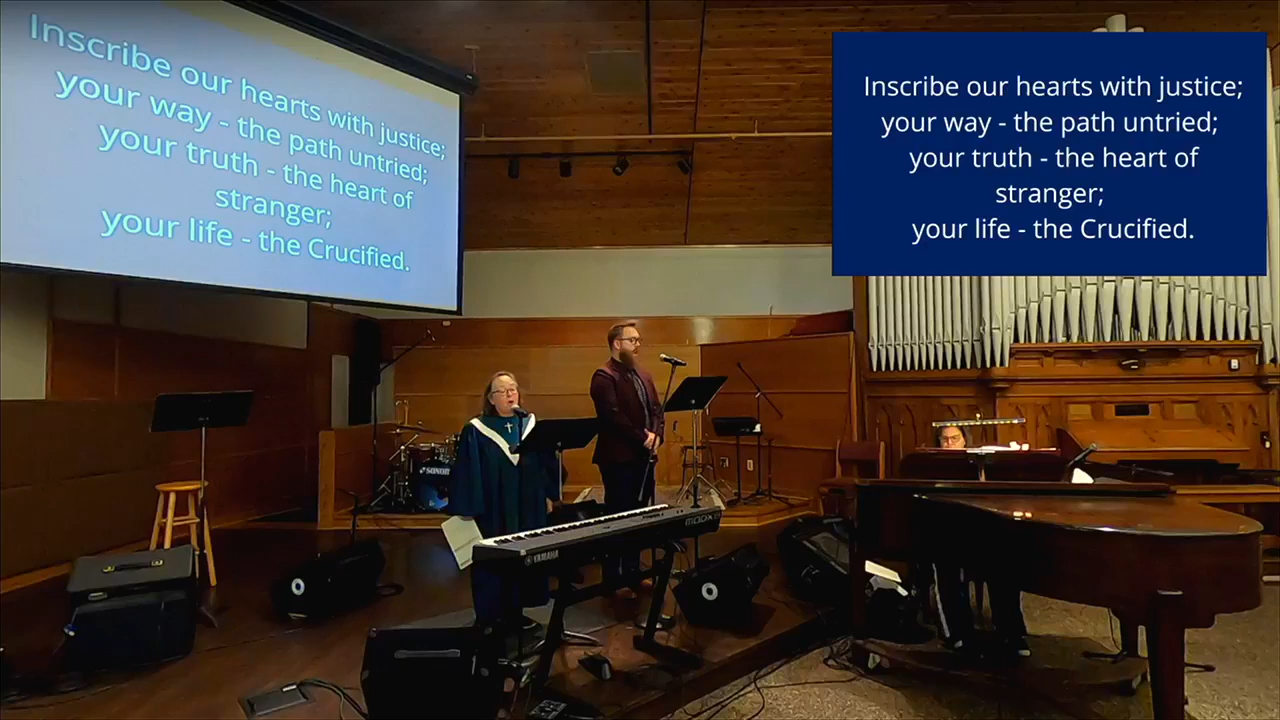 Inscribe our hearts with justice;
your way - the path untried;
your truth - the heart of
stranger;
your life - the Crucified.
Inscribe our hearts with justice;
your way - the path untried;
your truth - the heart of
stranger;
your life - the Crucified.
SONOR
YAMAHA
MODX8